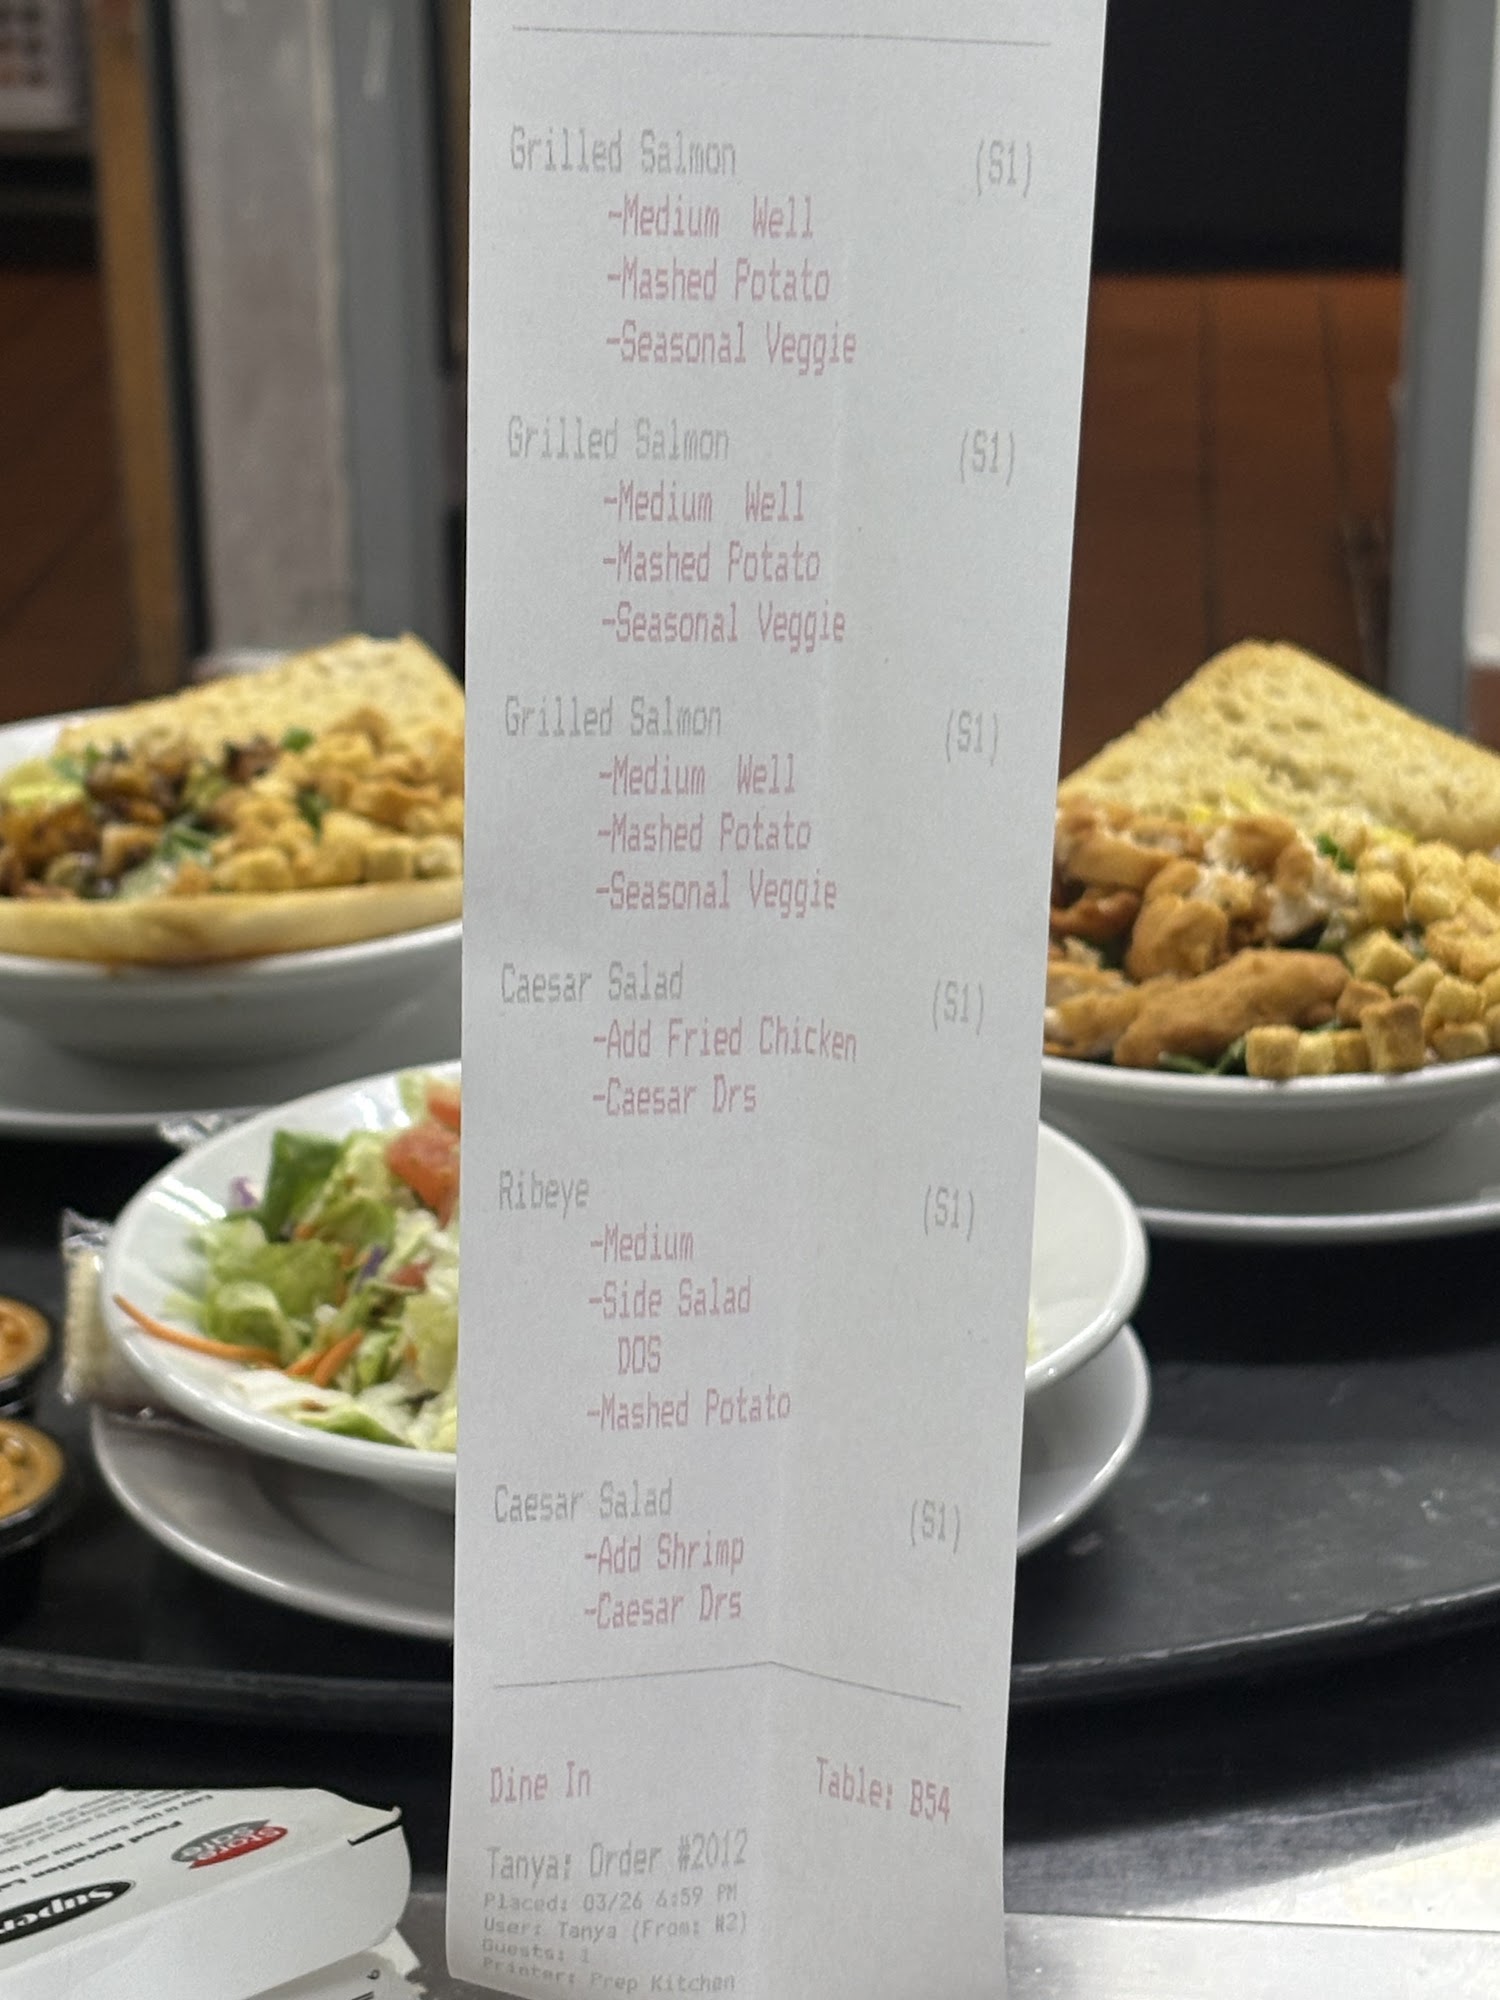 Grilled Salmon (S1)
-Medium Well
-Mashed Potato
-Seasonal Veggie
Grilled Salmon (S1)
-Medium Well
-Mashed Potato
-Seasonal Veggie
Grilled Salmon (S1)
-Medium Well
-Mashed Potato
-Seasonal Veggie
Caesar Salad (S1)
-Add Fried Chicken
-Caesar Drs
Ribeye (S1)
-Medium
-Side Salad
DOS
-Mashed Potato
Caesar Salad (S1)
-Add Shrimp
-Caesar Drs
Dine In Table: B54
Tanya: Order #2012
Placed: 03/26 6:59 PM
User: Tanya (From: #2)
Guests: 1
Printer: Prep Kitchen
Food Rotation
Super